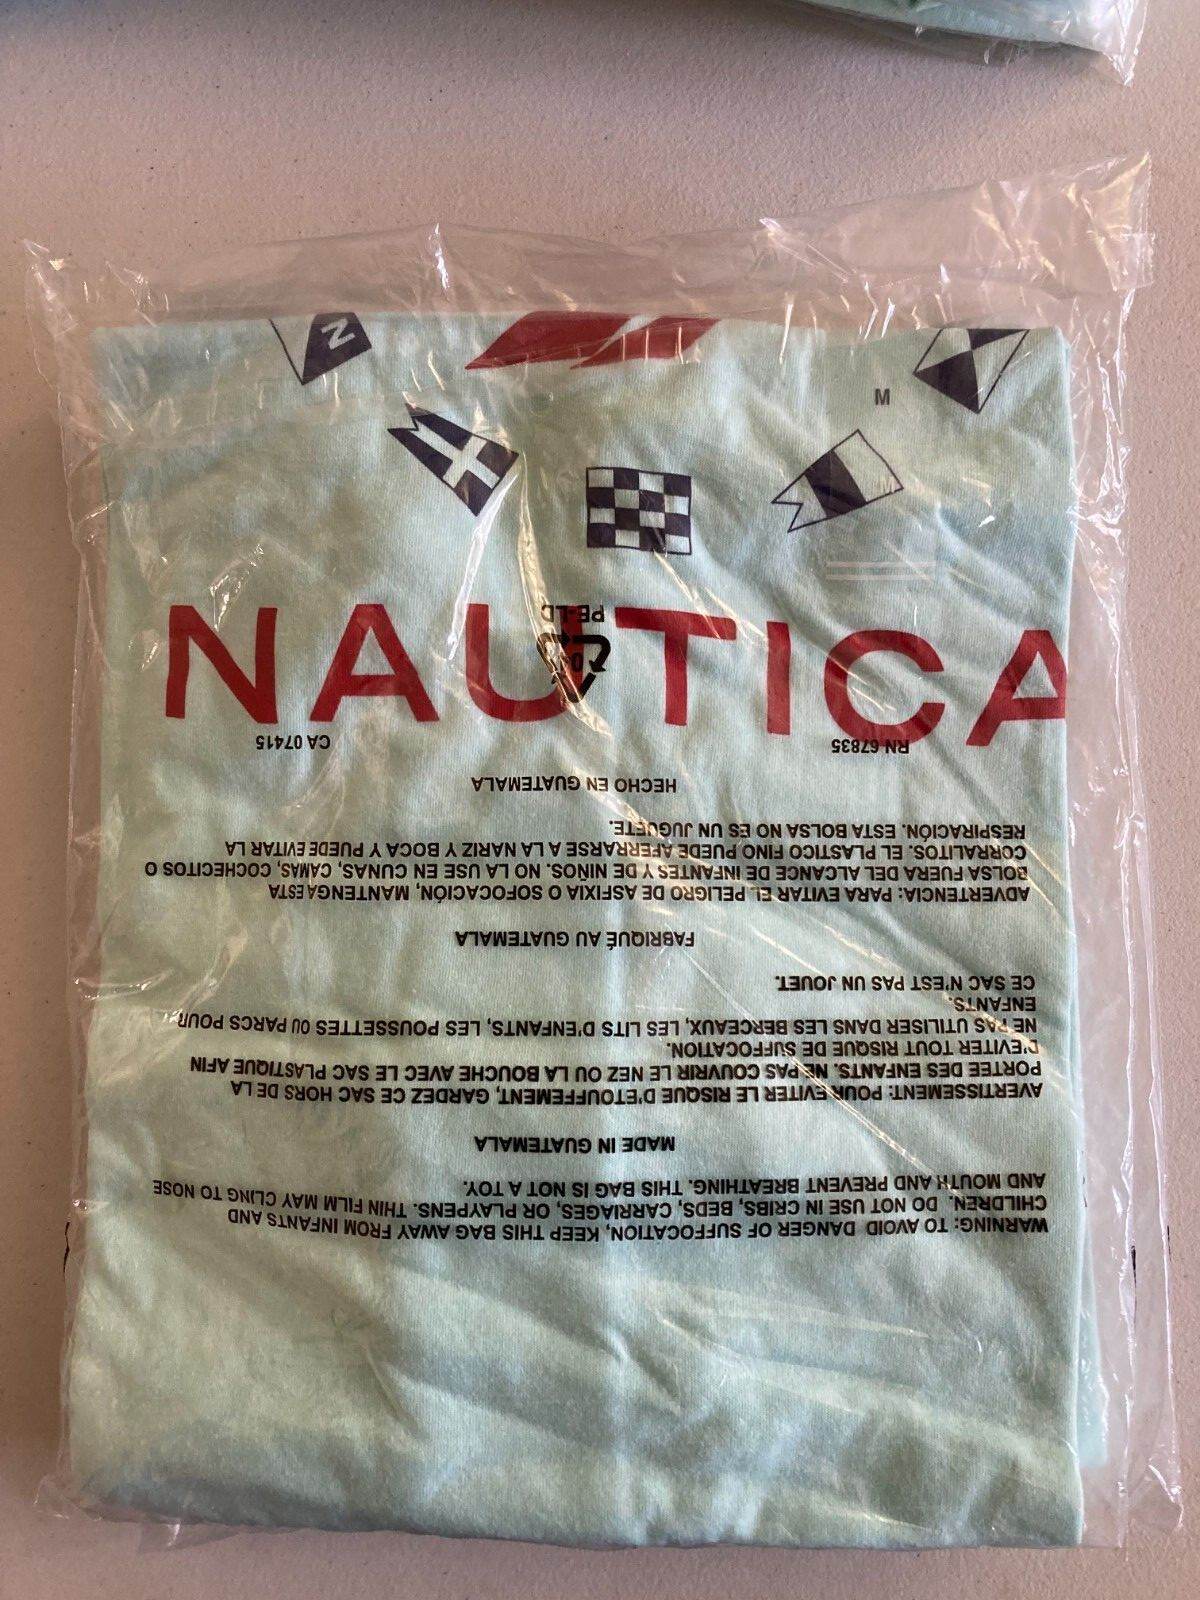 N
M
NAUTICA
WARNING: TO AVOID DANGER OF SUFFOCATION, KEEP THIS BAG AWAY FROM INFANTS AND
CHILDREN. DO NOT USE IN CRIBS, BEDS, CARRIAGES, OR PLAYPENS. THIN FILM MAY CLING TO NOSE
AND MOUTH AND PREVENT BREATHING. THIS BAG IS NOT A TOY.
MADE IN GUATEMALA
AVERTISSEMENT: POUR EVITER LE RISQUE D'ETOUFFEMENT, GARDEZ CE SAC HORS DE LA
PORTEE DES ENFANTS. NE PAS COUVRIR LE NEZ OU LA BOUCHE AVEC LE SAC PLASTIQUE AFIN
D'EVITER TOUT RISQUE DE SUFFOCATION.
NE PAS UTILISER DANS LES BERCEAUX, LES LITS D'ENFANTS, LES POUSSETTES OU PARCS POUR
ENFANTS.
CE SAC N'EST PAS UN JOUET.
FABRIQUÉ AU GUATEMALA
ADVERTENCIA: PARA EVITAR EL PELIGRO DE ASFIXIA O SOFOCACIÓN, MANTENGA ESTA
BOLSA FUERA DEL ALCANCE DE INFANTES Y DE NIÑOS. NO LA USE EN CUNAS, CAMAS, COCHECITOS O
CORRALITOS. EL PLASTICO FINO PUEDE AFERRARSE A LA NARIZ Y BOCA Y PUEDE EVITAR LA
RESPIRACIÓN. ESTA BOLSA NO ES UN JUGUETE.
HECHO EN GUATEMALA
RN 67835 CA 07415
PE-LD